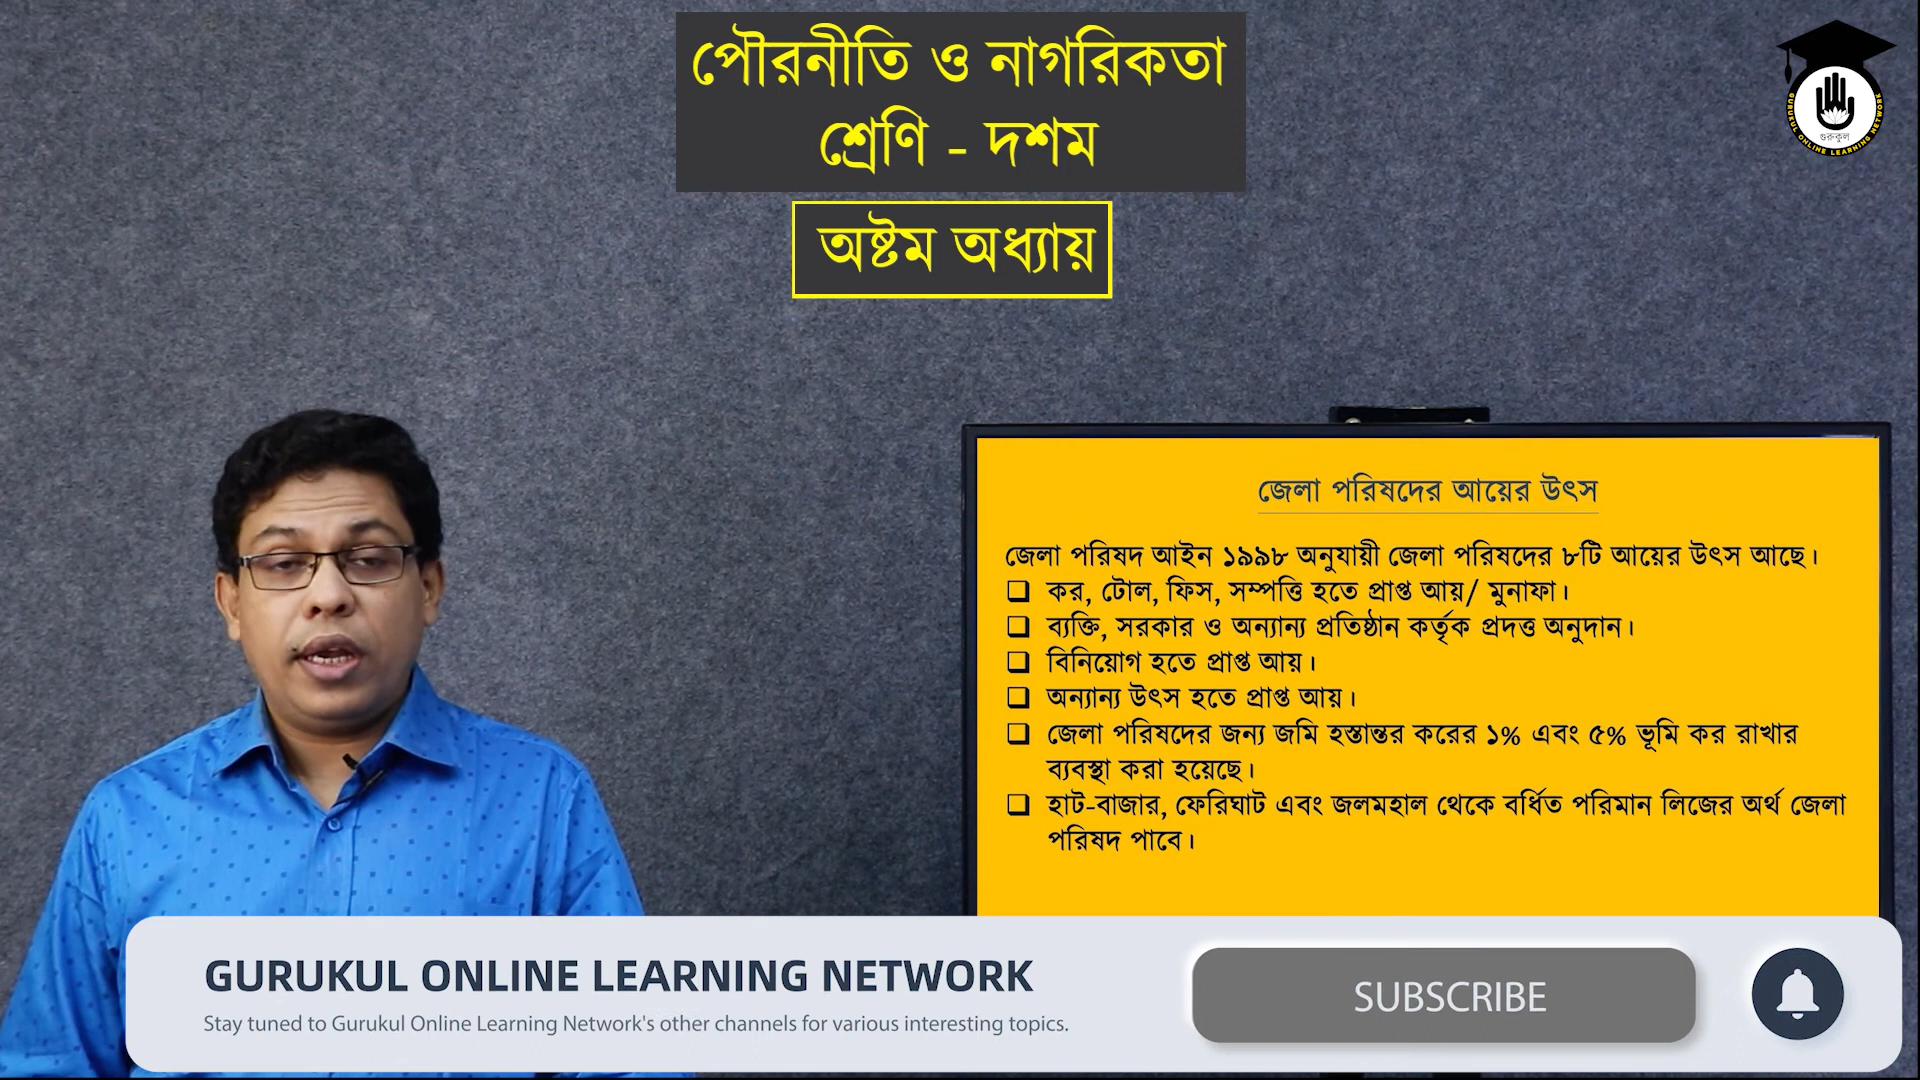 পৌরনীতি ও নাগরিকতা
শ্রেণি - দশম
অষ্টম অধ্যায়
গুরুকুল
GURUKUL ONLINE LEARNING NETWORK
জেলা পরিষদের আয়ের উৎস
জেলা পরিষদ আইন ১৯৯৮ অনুযায়ী জেলা পরিষদের ৮টি আয়ের উৎস আছে।
❑ কর, টোল, ফিস, সম্পত্তি হতে প্রাপ্ত আয়/ মুনাফা।
❑ ব্যক্তি, সরকার ও অন্যান্য প্রতিষ্ঠান কর্তৃক প্রদত্ত অনুদান।
❑ বিনিয়োগ হতে প্রাপ্ত আয়।
❑ অন্যান্য উৎস হতে প্রাপ্ত আয়।
❑ জেলা পরিষদের জন্য জমি হস্তান্তর করের ১% এবং ৫% ভূমি কর রাখার
ব্যবস্থা করা হয়েছে।
❑ হাট-বাজার, ফেরিঘাট এবং জলমহাল থেকে বর্ধিত পরিমান লিজের অর্থ জেলা
পরিষদ পাবে।
GURUKUL ONLINE LEARNING NETWORK
Stay tuned to Gurukul Online Learning Network's other channels for various interesting topics.
SUBSCRIBE